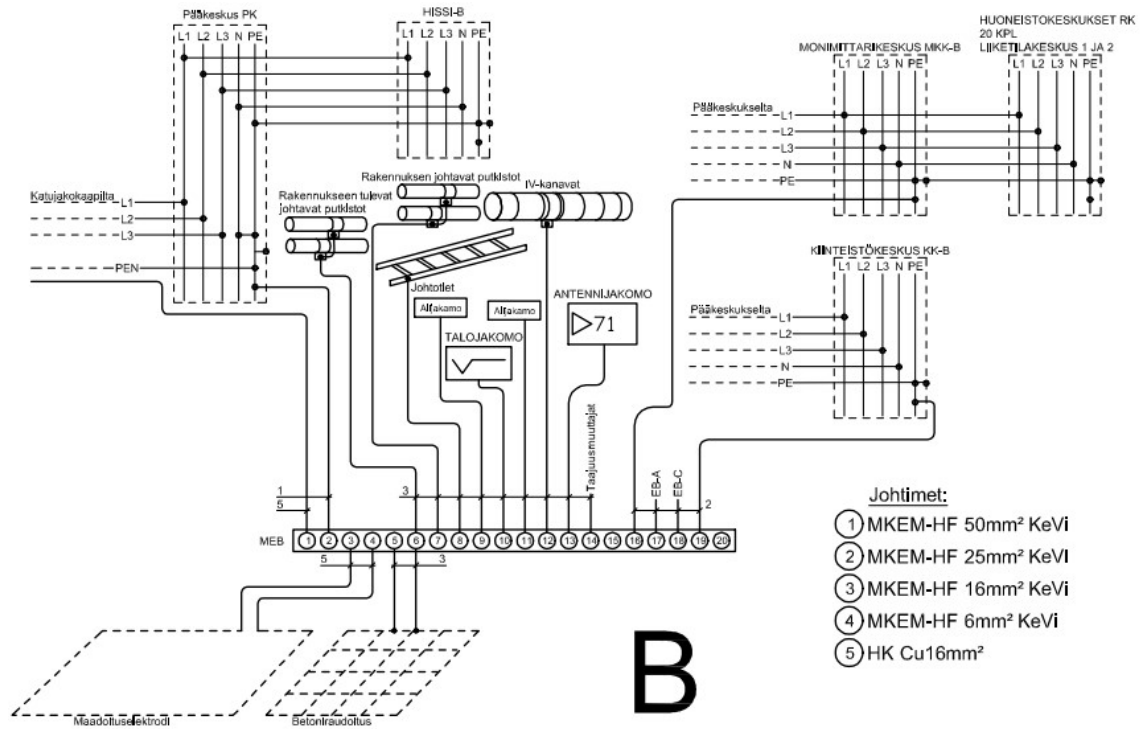 Pääkeskus PK
L1 L2 L3 N PE
HISSI-B
L1 L2 L3 N PE
MONIMITTARIKESKUS MKK-B
L1 L2 L3 N PE
HUONEISTOKESKUKSET RK
20 KPL
LIIKETILAKESKUS 1 JA 2
L1 L2 L3 N PE
Pääkeskukselta
L1
L2
L3
N
PE
Katujakokaapilta
L1
L2
L3
PEN
Rakennukseen tulevat
johtavat putkistot
Rakennuksen johtavat putkistot
IV-kanavat
Johtotiet
Alijakamo
TALOJAKOMO
Alijakamo
ANTENNIJAKOMO
71
KIINTEISTÖKESKUS KK-B
L1 L2 L3 N PE
Pääkeskukselta
L1
L2
L3
N
PE
Taajuusmuuttajat
EB-A
EB-C
1
5
3
2
MEB
1 2 3 4 5 6 7 8 9 10 11 12 13 14 15 16 17 18 19 20
5
3
Maadoituselektrodi
Betoniraudoitus
B
Johtimet:
1 MKEM-HF 50mm² KeVi
2 MKEM-HF 25mm² KeVI
3 MKEM-HF 16mm² KeVi
4 MKEM-HF 6mm² KeVi
5 HK Cu16mm²